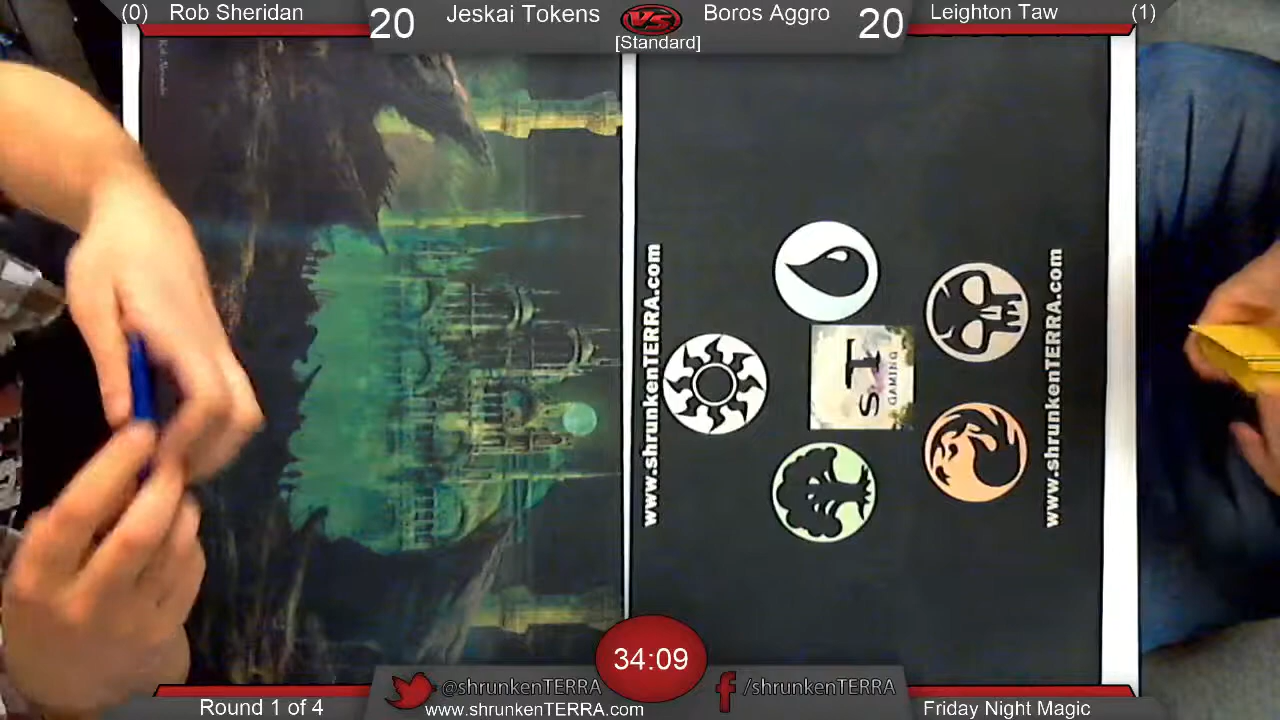 (0) Rob Sheridan 20 Jeskai Tokens VS Boros Aggro 20 Leighton Taw (1)
[Standard]
www.shrunkenTERRA.com
SI
GAMING
www.shrunkenTERRA.com
34:09
@shrunkenTERRA /shrunkenTERRA
Round 1 of 4 www.shrunkenTERRA.com Friday Night Magic